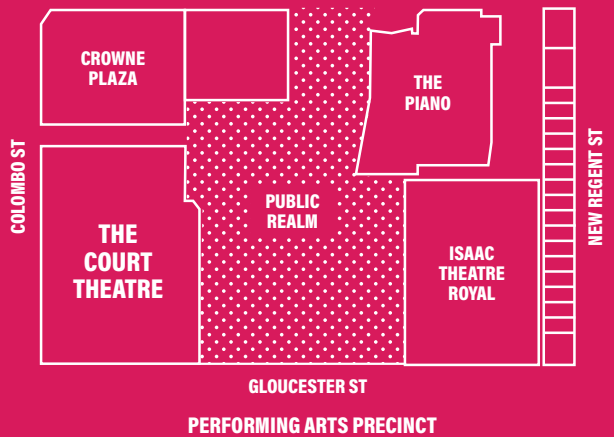 CROWNE
PLAZA
THE
PIANO
COLOMBO ST
NEW REGENT ST
THE
COURT
THEATRE
PUBLIC
REALM
ISAAC
THEATRE
ROYAL
GLOUCESTER ST
PERFORMING ARTS PRECINCT